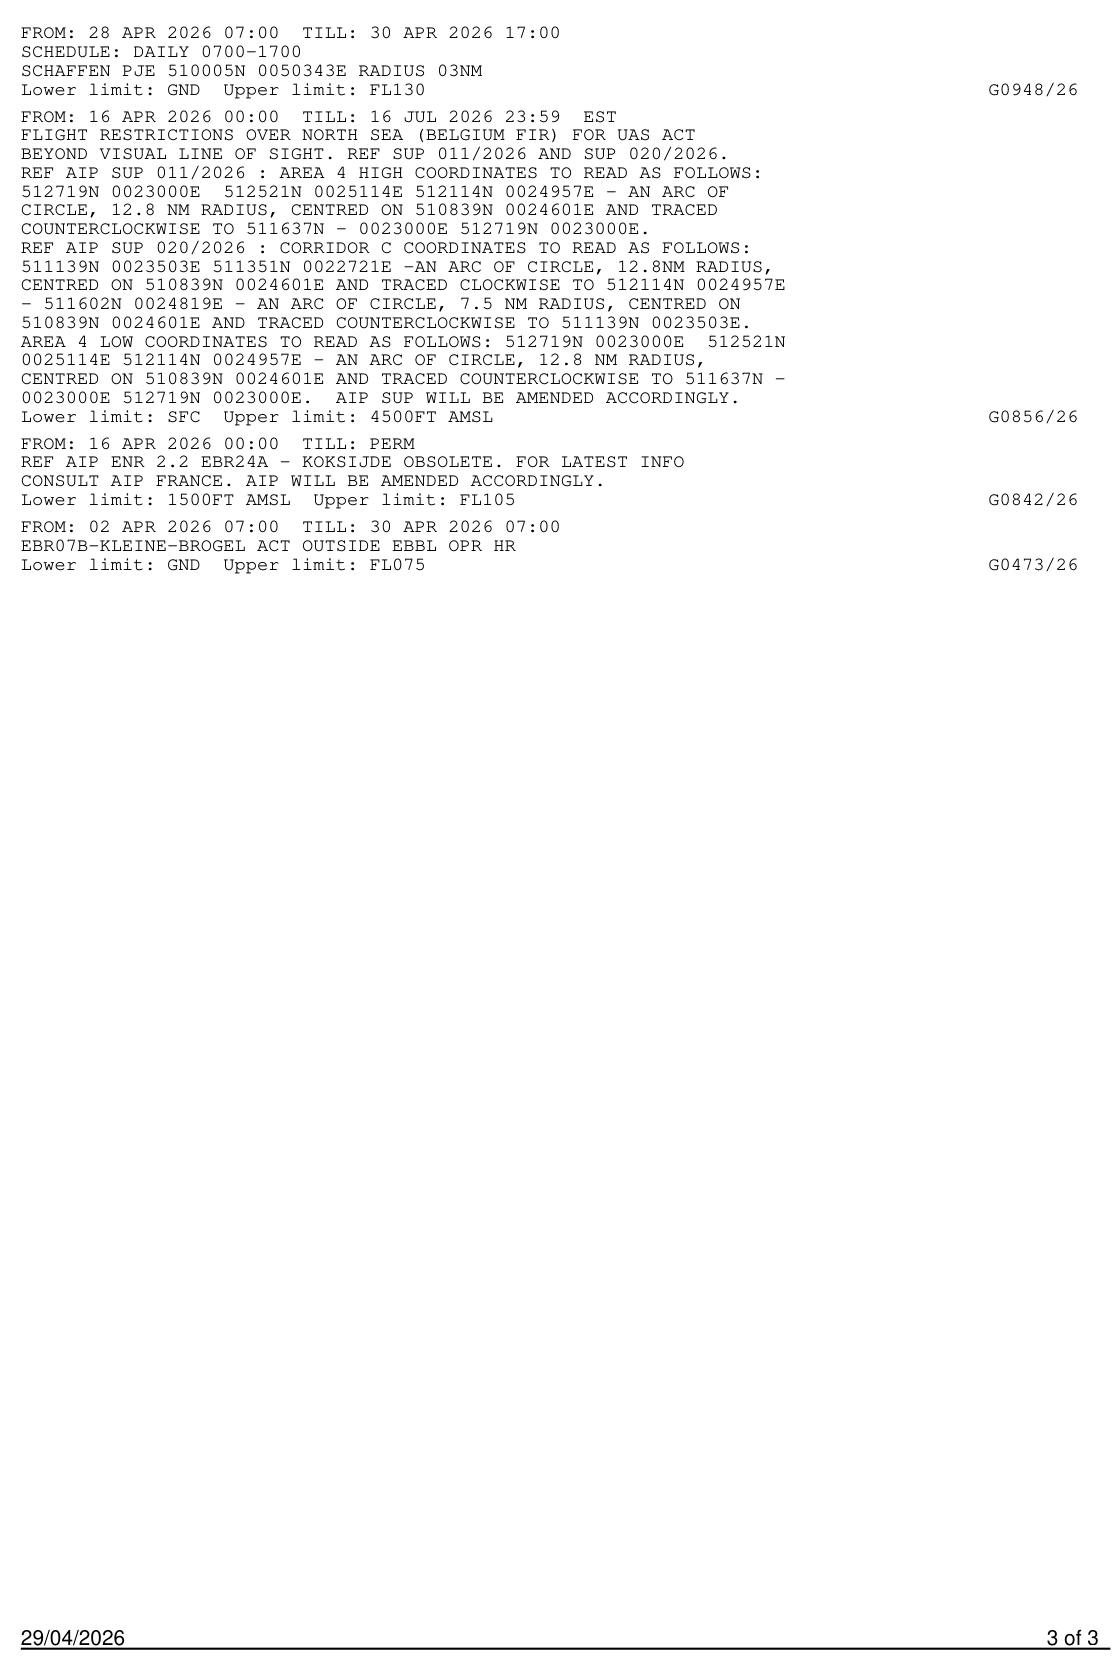 FROM: 28 APR 2026 07:00  TILL: 30 APR 2026 17:00
SCHEDULE: DAILY 0700-1700
SCHAFFEN PJE 510005N 0050343E RADIUS 03NM
Lower limit: GND  Upper limit: FL130 G0948/26
FROM: 16 APR 2026 00:00  TILL: 16 JUL 2026 23:59  EST
FLIGHT RESTRICTIONS OVER NORTH SEA (BELGIUM FIR) FOR UAS ACT
BEYOND VISUAL LINE OF SIGHT. REF SUP 011/2026 AND SUP 020/2026.
REF AIP SUP 011/2026 : AREA 4 HIGH COORDINATES TO READ AS FOLLOWS:
512719N 0023000E  512521N 0025114E 512114N 0024957E - AN ARC OF
CIRCLE, 12.8 NM RADIUS, CENTRED ON 510839N 0024601E AND TRACED
COUNTERCLOCKWISE TO 511637N - 0023000E 512719N 0023000E.
REF AIP SUP 020/2026 : CORRIDOR C COORDINATES TO READ AS FOLLOWS:
511139N 0023503E 511351N 0022721E -AN ARC OF CIRCLE, 12.8NM RADIUS,
CENTRED ON 510839N 0024601E AND TRACED CLOCKWISE TO 512114N 0024957E
- 511602N 0024819E - AN ARC OF CIRCLE, 7.5 NM RADIUS, CENTRED ON
510839N 0024601E AND TRACED COUNTERCLOCKWISE TO 511139N 0023503E.
AREA 4 LOW COORDINATES TO READ AS FOLLOWS: 512719N 0023000E  512521N
0025114E 512114N 0024957E - AN ARC OF CIRCLE, 12.8 NM RADIUS,
CENTRED ON 510839N 0024601E AND TRACED COUNTERCLOCKWISE TO 511637N -
0023000E 512719N 0023000E.  AIP SUP WILL BE AMENDED ACCORDINGLY.
Lower limit: SFC  Upper limit: 4500FT AMSL G0856/26
FROM: 16 APR 2026 00:00  TILL: PERM
REF AIP ENR 2.2 EBR24A - KOKSIJDE OBSOLETE. FOR LATEST INFO
CONSULT AIP FRANCE. AIP WILL BE AMENDED ACCORDINGLY.
Lower limit: 1500FT AMSL  Upper limit: FL105 G0842/26
FROM: 02 APR 2026 07:00  TILL: 30 APR 2026 07:00
EBR07B-KLEINE-BROGEL ACT OUTSIDE EBBL OPR HR
Lower limit: GND  Upper limit: FL075 G0473/26
29/04/2026 3 of 3